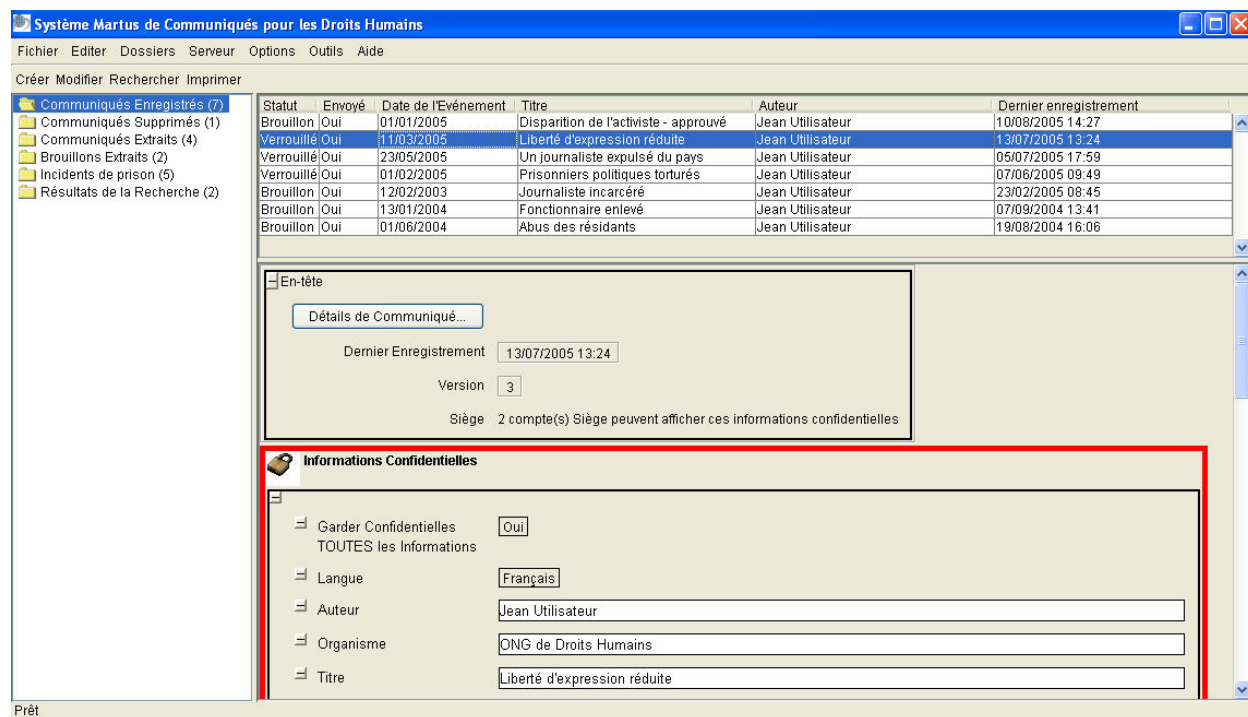 Système Martus de Communiqués pour les Droits Humains
Fichier Editer Dossiers Serveur Options Outils Aide
Créer Modifier Rechercher Imprimer
Communiqués Enregistrés (7)
Communiqués Supprimés (1)
Communiqués Extraits (4)
Brouillons Extraits (2)
Incidents de prison (5)
Résultats de la Recherche (2)
Statut Envoyé Date de l'Evénement Titre Auteur Dernier enregistrement
Brouillon Oui 01/01/2005 Disparition de l'activiste - approuvé Jean Utilisateur 10/08/2005 14:27
Verrouillé Oui 11/03/2005 Liberté d'expression réduite Jean Utilisateur 13/07/2005 13:24
Verrouillé Oui 23/05/2005 Un journaliste expulsé du pays Jean Utilisateur 05/07/2005 17:59
Verrouillé Oui 01/02/2005 Prisonniers politiques torturés Jean Utilisateur 07/06/2005 09:49
Brouillon Oui 12/02/2003 Journaliste incarcéré Jean Utilisateur 23/02/2005 08:45
Brouillon Oui 13/01/2004 Fonctionnaire enlevé Jean Utilisateur 07/09/2004 13:41
Brouillon Oui 01/06/2004 Abus des résidants Jean Utilisateur 19/08/2004 16:06
En-tête
Détails de Communiqué...
Dernier Enregistrement 13/07/2005 13:24
Version 3
Siège 2 compte(s) Siège peuvent afficher ces informations confidentielles
Informations Confidentielles
Garder Confidentielles Oui
TOUTES les Informations
Langue Français
Auteur Jean Utilisateur
Organisme ONG de Droits Humains
Titre Liberté d'expression réduite
Prêt